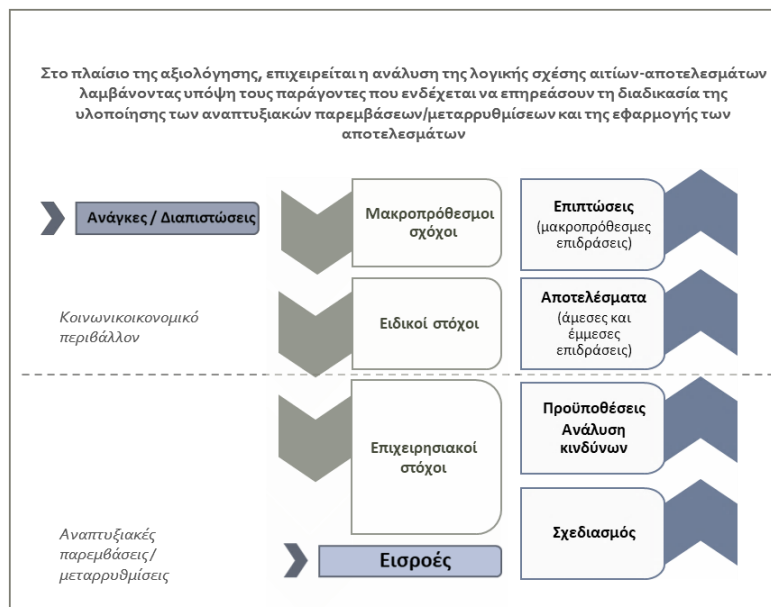 Στο πλαίσιο της αξιολόγησης, επιχειρείται η ανάλυση της λογικής σχέσης αιτίων-αποτελεσμάτων
λαμβάνοντας υπόψη τους παράγοντες που ενδέχεται να επηρεάσουν τη διαδικασία της
υλοποίησης των αναπτυξιακών παρεμβάσεων/μεταρρυθμίσεων και της εφαρμογής των
αποτελεσμάτων
Ανάγκες / Διαπιστώσεις
Μακροπρόθεσμοι
σχόχοι
Επιπτώσεις
(μακροπρόθεσμες
επιδράσεις)
Κοινωνικοικονομικό
περιβάλλον
Ειδικοί στόχοι
Αποτελέσματα
(άμεσες και
έμμεσες
επιδράσεις)
Επιχειρησιακοί
στόχοι
Προϋποθέσεις
Ανάλυση
κινδύνων
Αναπτυξιακές
παρεμβάσεις/
μεταρρυθμίσεις
Εισροές
Σχεδιασμός